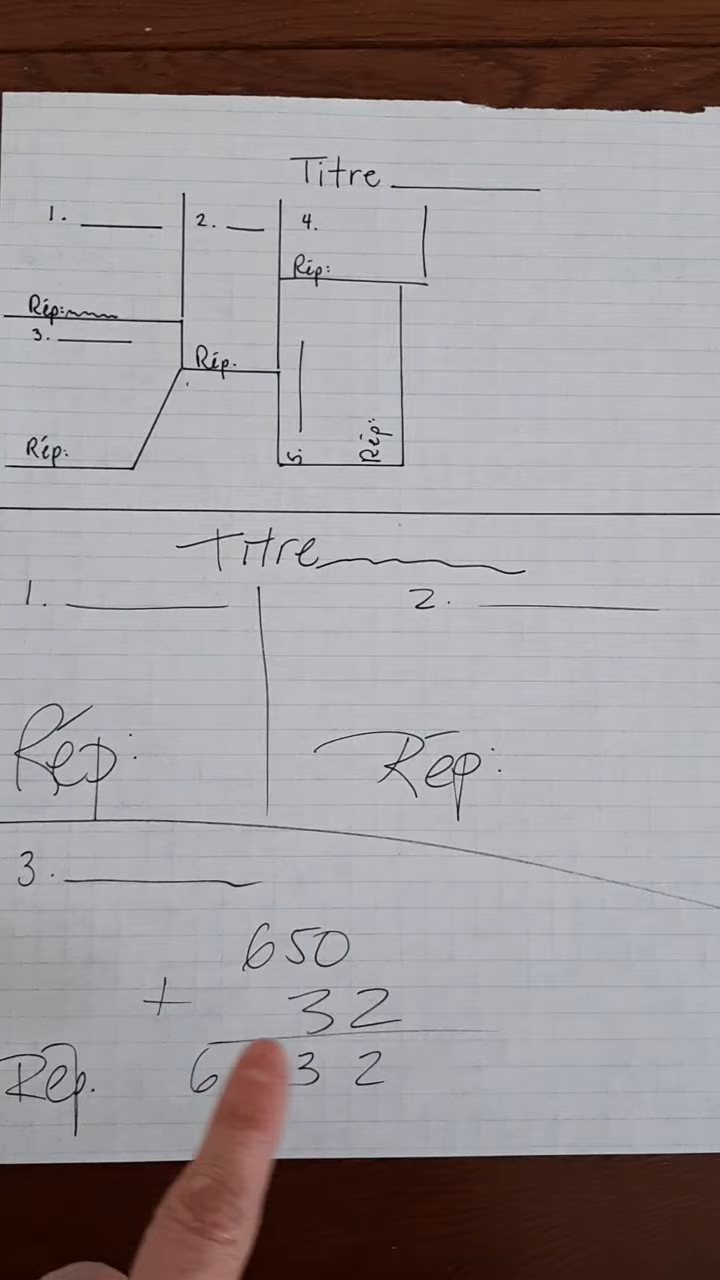 Titre
1.
2.
4.
Rép:
Rép:
3.
Rép.
Rép:
5.
Rép:
Titre
1.
2.
Rép:
Rép:
3.
650
+ 32
Rép. 6 3 2